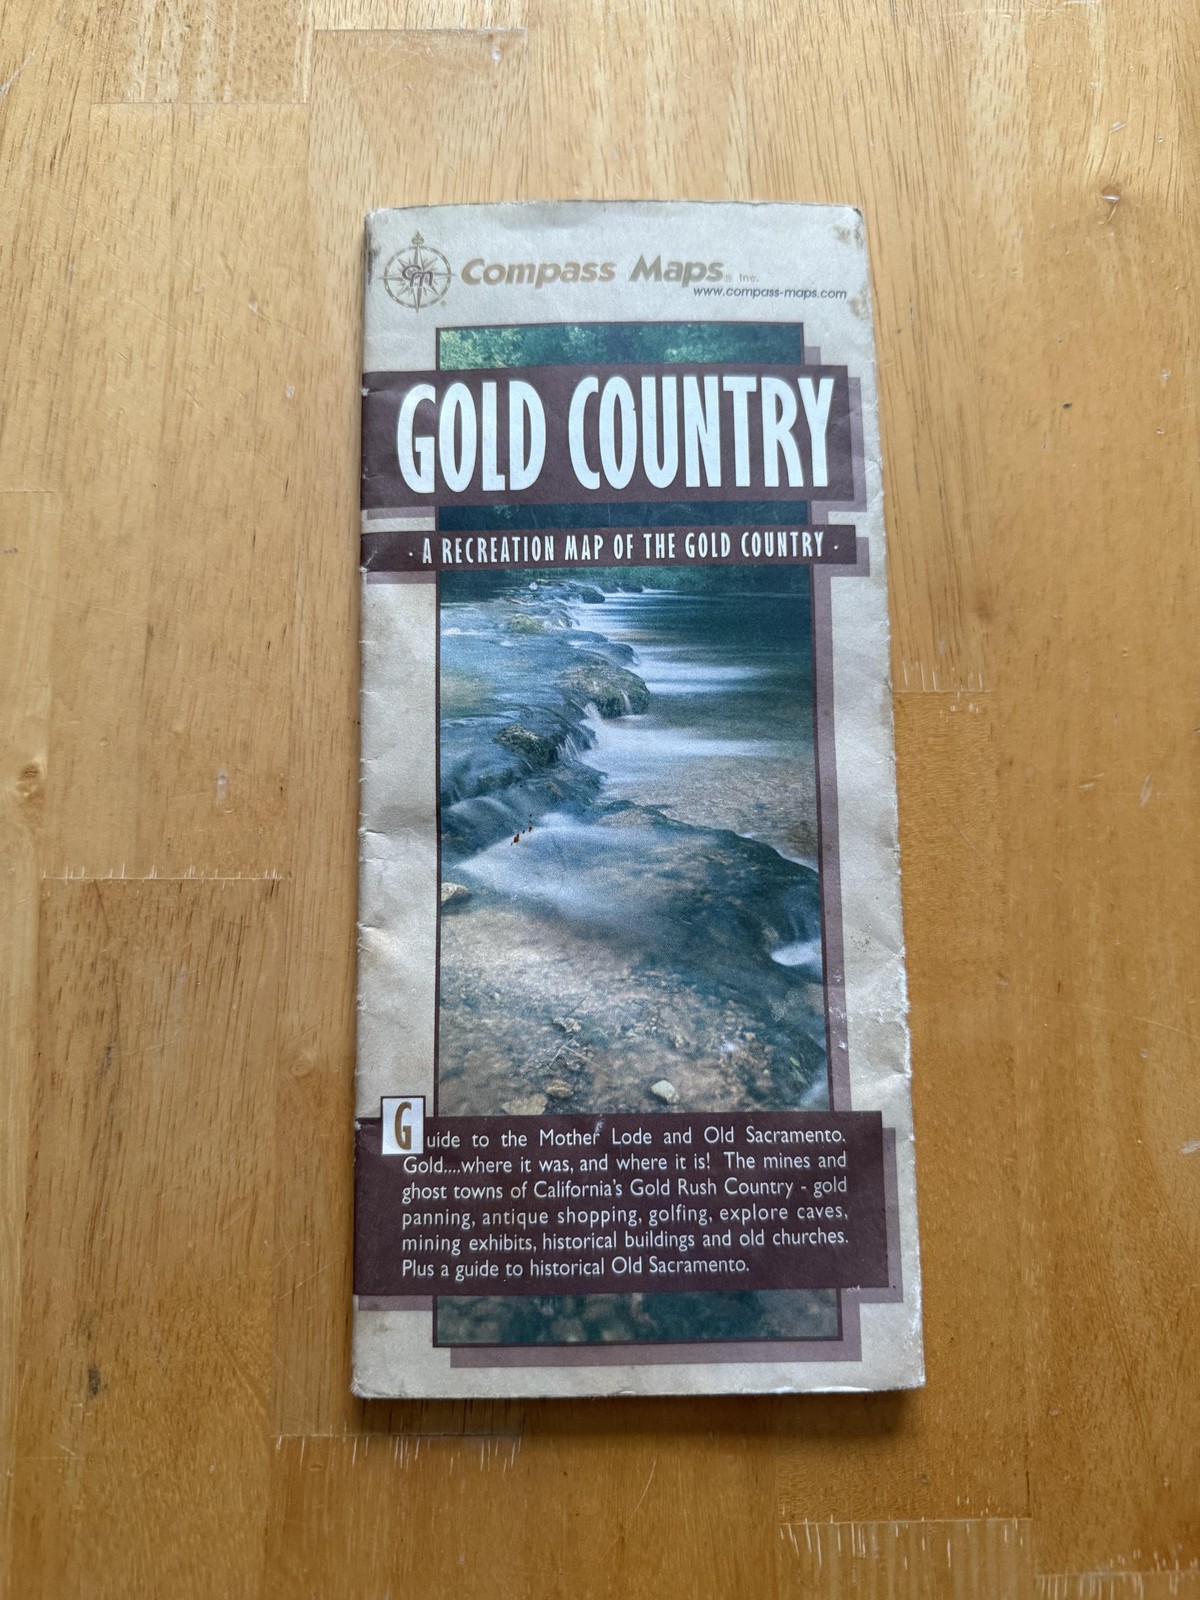 CM Compass Maps® Inc.
www.compass-maps.com
GOLD COUNTRY
· A RECREATION MAP OF THE GOLD COUNTRY ·
Guide to the Mother Lode and Old Sacramento.
Gold....where it was, and where it is! The mines and
ghost towns of California's Gold Rush Country - gold
panning, antique shopping, golfing, explore caves,
mining exhibits, historical buildings and old churches.
Plus a guide to historical Old Sacramento.